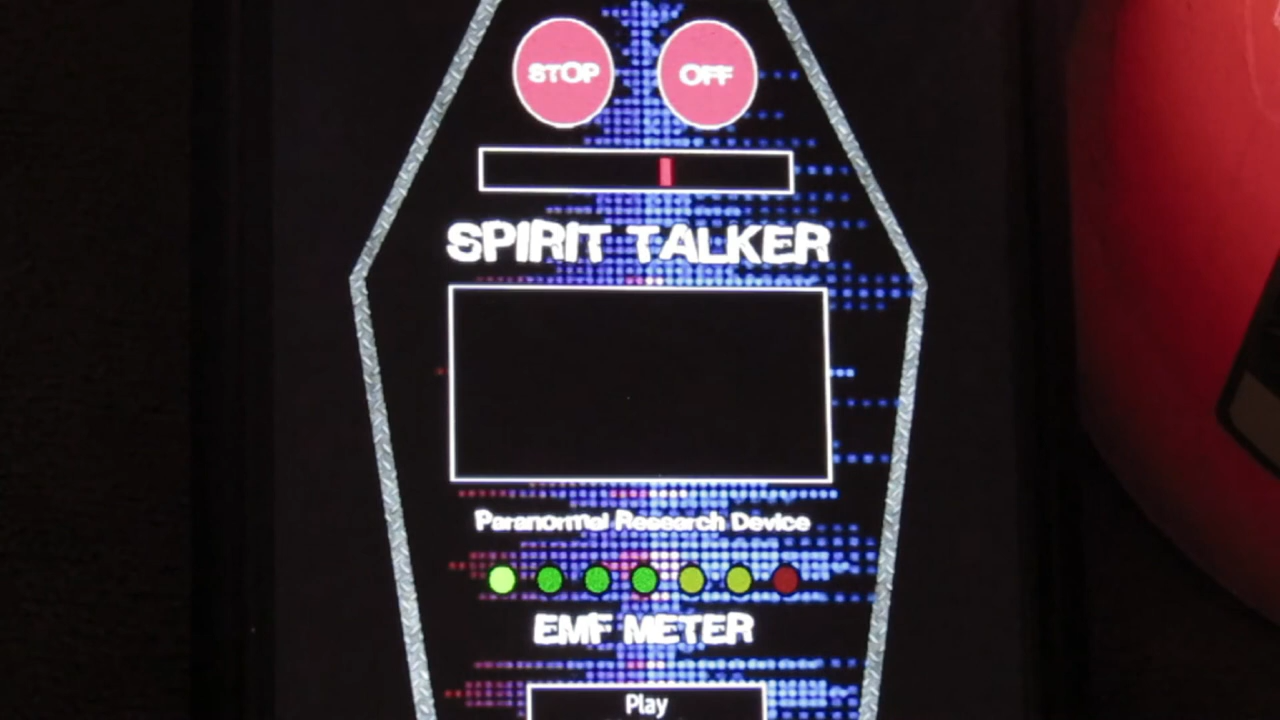 STOP OFF
SPIRIT TALKER
Paranormal Research Device
EMF METER
Play